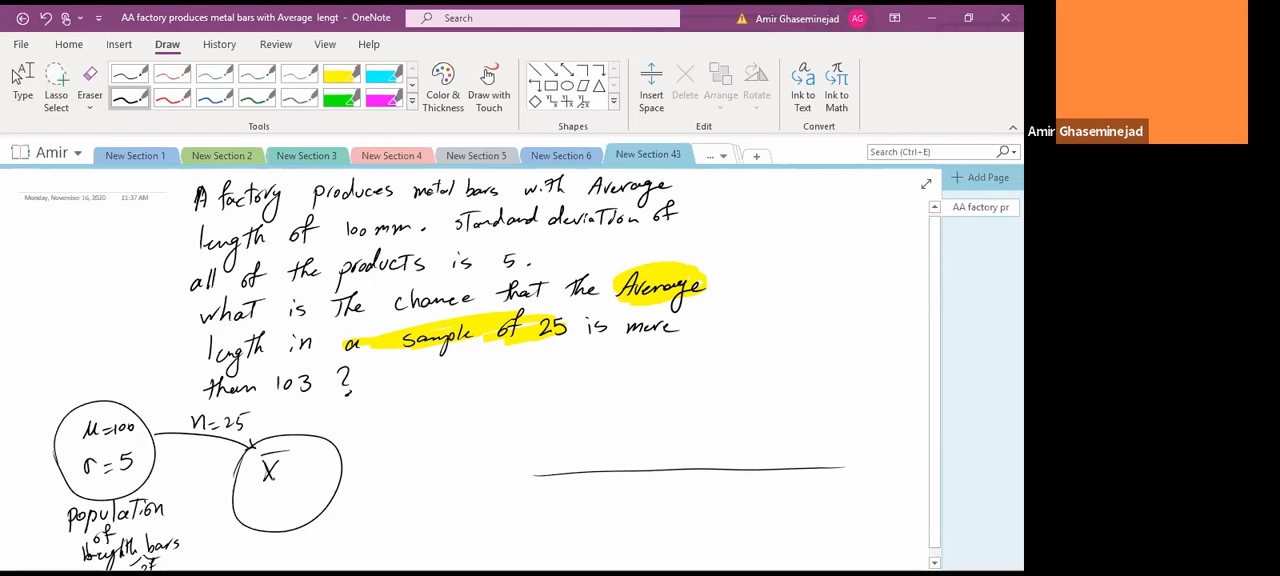 AA factory produces metal bars with Average lengt - OneNote
Search
Amir Ghaseminejad
AG
File Home Insert Draw History Review View Help
Type
Lasso Select
Eraser
Color & Thickness
Draw with Touch
Insert Space
Delete
Arrange
Rotate
Ink to Text
Ink to Math
Tools
Shapes
Edit
Convert
Amir Ghaseminejad
Amir
New Section 1
New Section 2
New Section 3
New Section 4
New Section 5
New Section 6
New Section 43
...
Search (Ctrl+E)
Add Page
AA factory pr
Monday, November 16, 2020 11:37 AM
A factory produces metal bars with Average
length of 100 mm. standard deviation of
all of the products is 5.
what is The chance that the Average
length in a sample of 25 is more
than 103 ?
μ=100
σ=5
n=25
X̄
population
of
bars